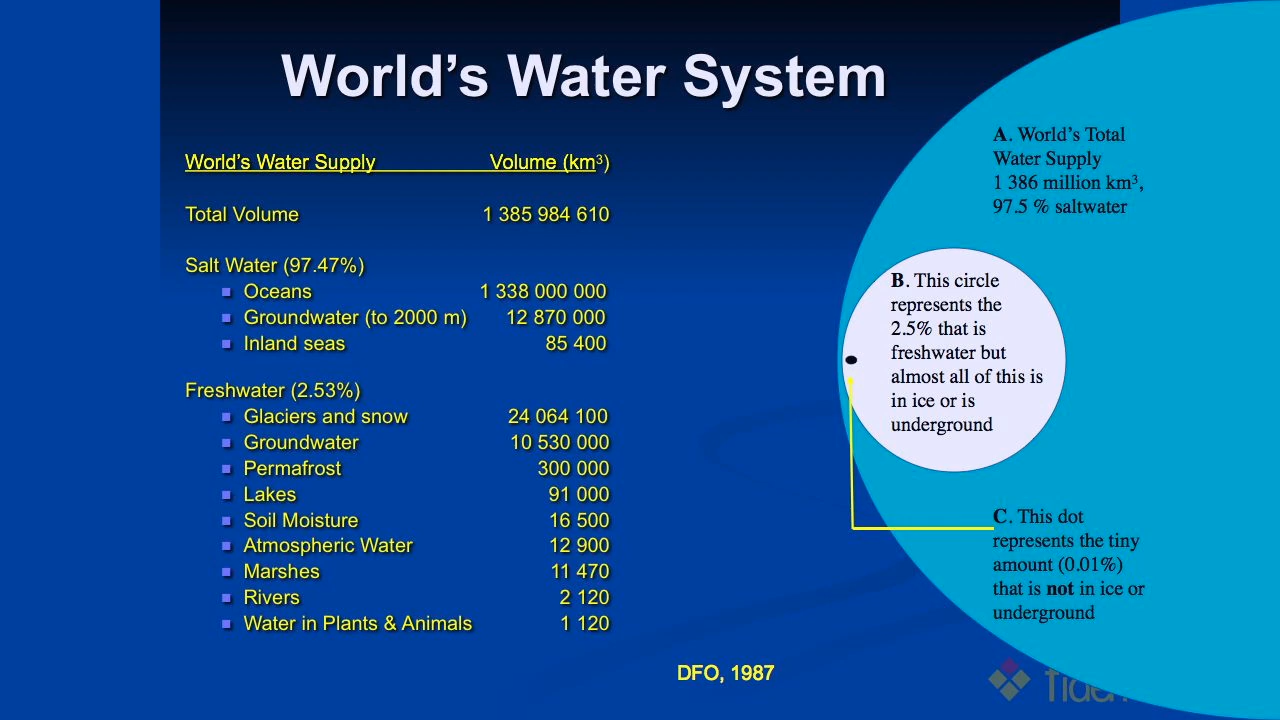 World's Water System
World's Water Supply Volume (km³)
Total Volume 1 385 984 610
Salt Water (97.47%)
Oceans 1 338 000 000
Groundwater (to 2000 m) 12 870 000
Inland seas 85 400
Freshwater (2.53%)
Glaciers and snow 24 064 100
Groundwater 10 530 000
Permafrost 300 000
Lakes 91 000
Soil Moisture 16 500
Atmospheric Water 12 900
Marshes 11 470
Rivers 2 120
Water in Plants & Animals 1 120
DFO, 1987
A. World's Total
Water Supply
1 386 million km³,
97.5 % saltwater
B. This circle
represents the
2.5% that is
freshwater but
almost all of this is
in ice or is
underground
C. This dot
represents the tiny
amount (0.01%)
that is not in ice or
underground